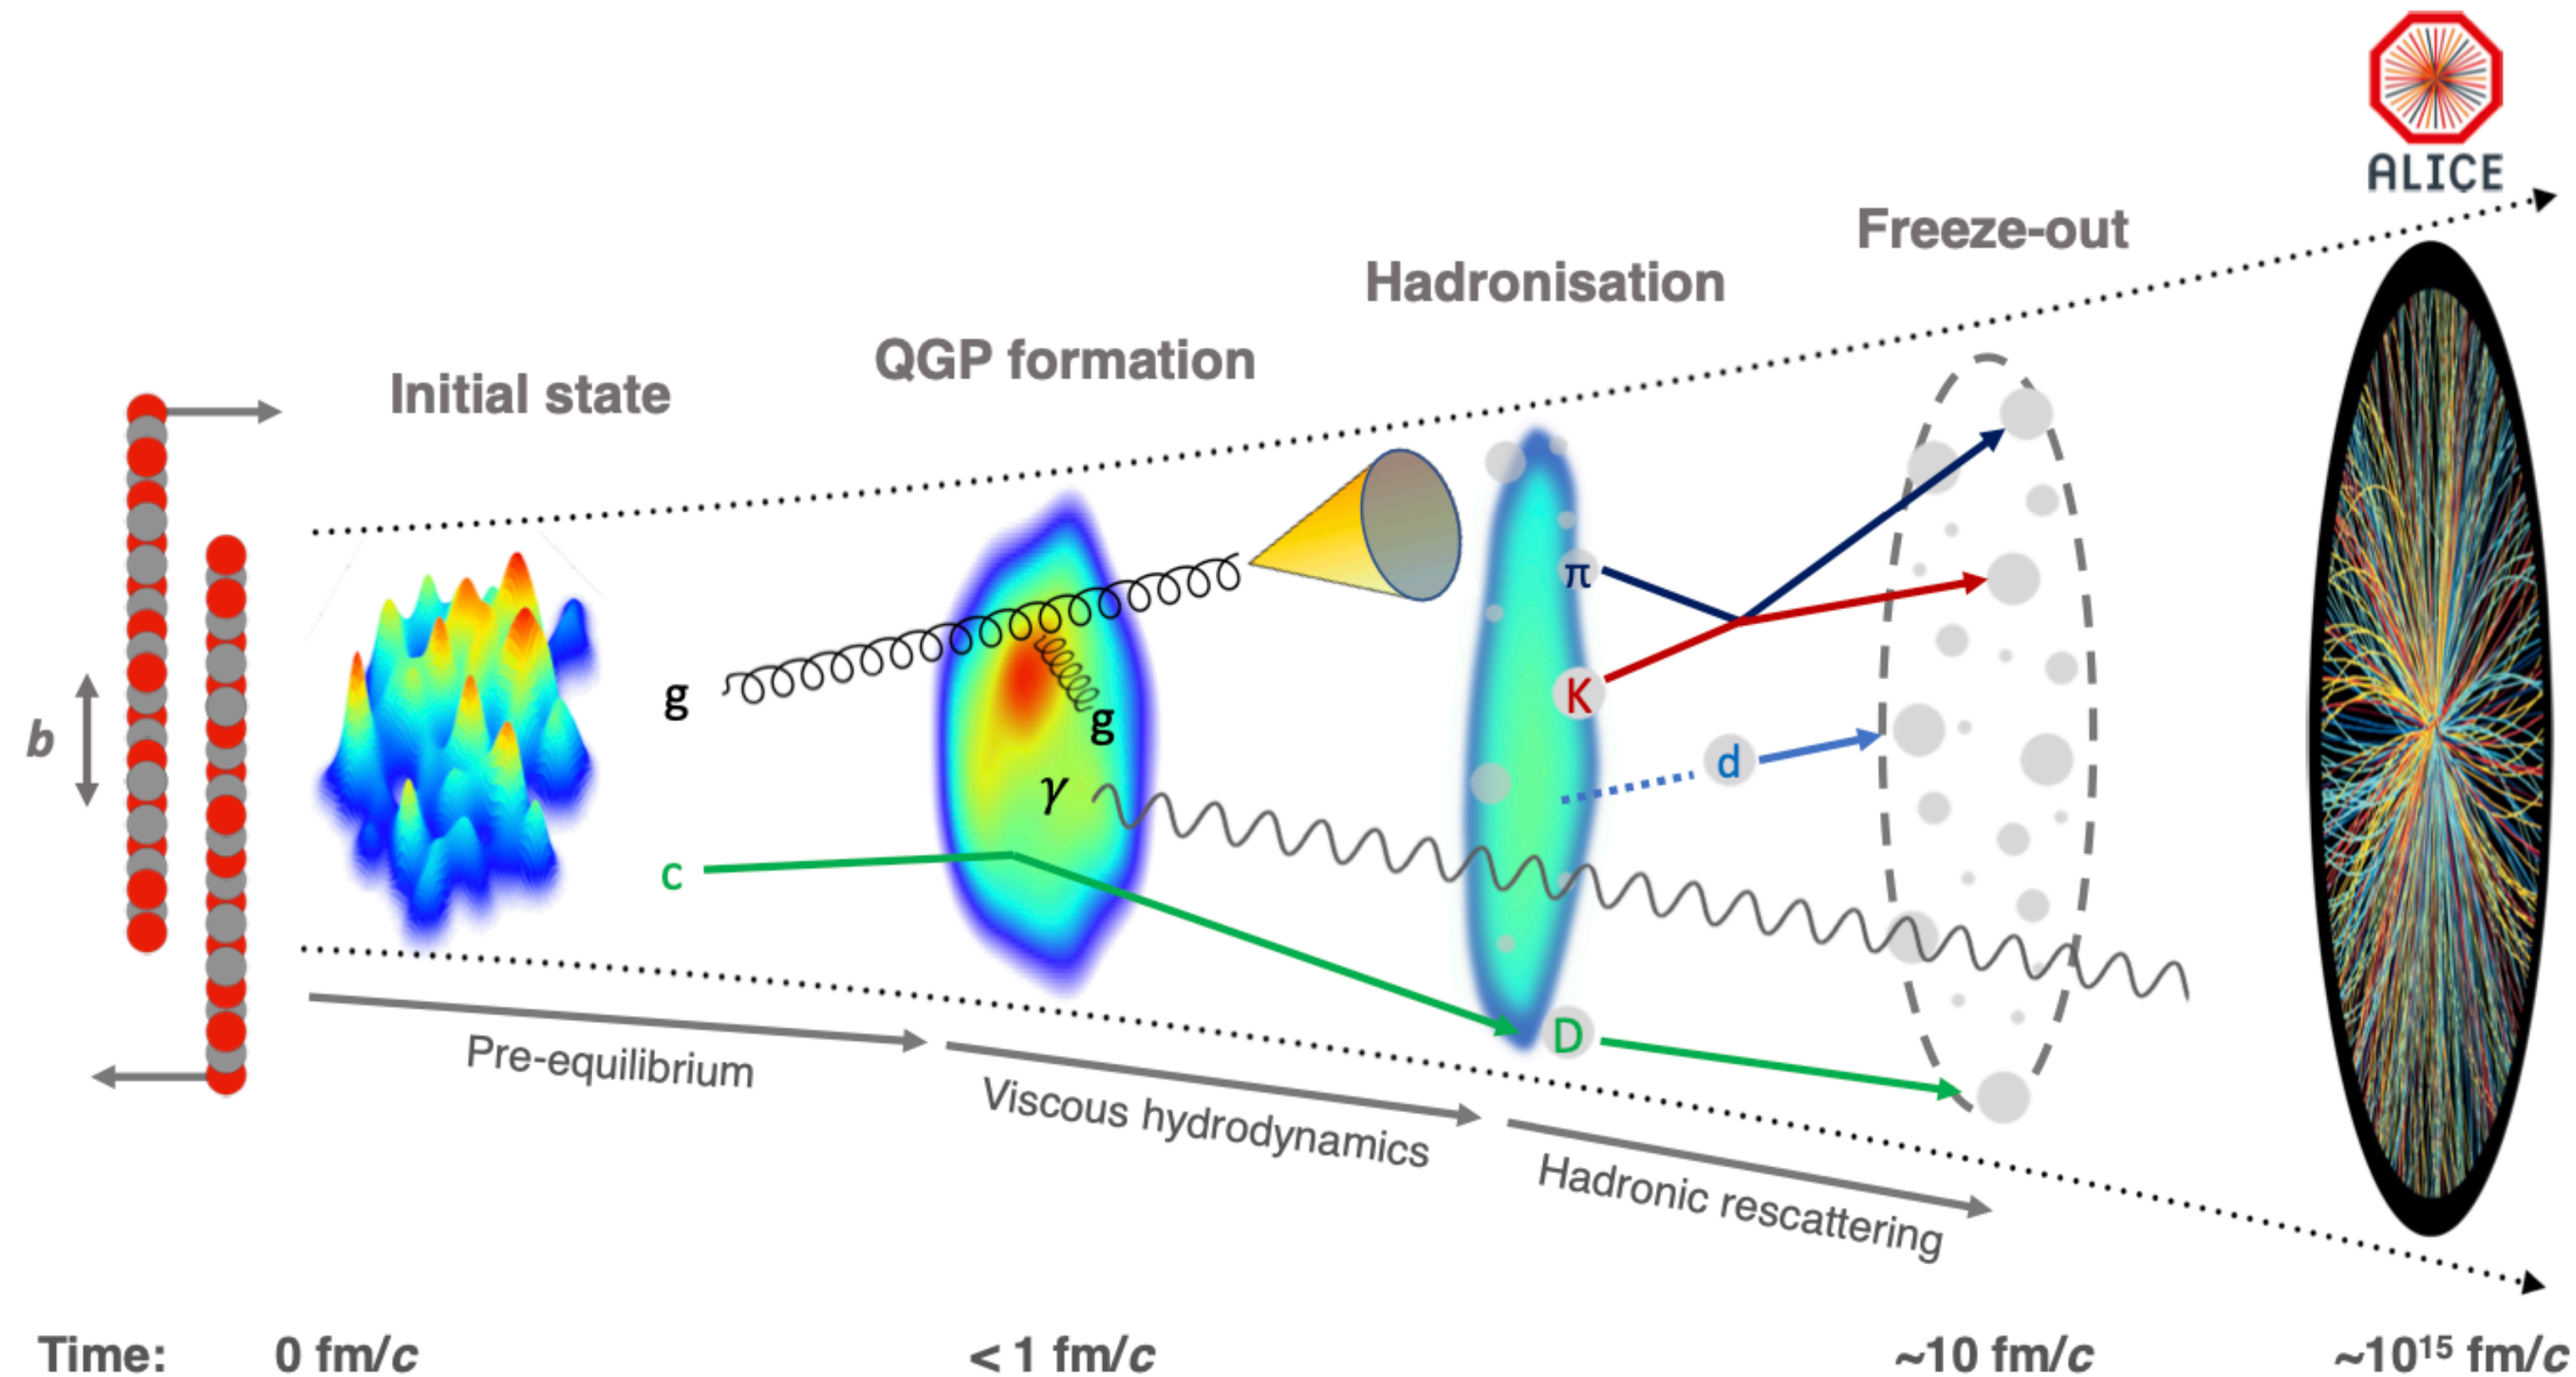 ALICE
Freeze-out
Hadronisation
QGP formation
Initial state
b
g
g
γ
c
π
K
d
D
Pre-equilibrium
Viscous hydrodynamics
Hadronic rescattering
Time: 0 fm/c < 1 fm/c ~10 fm/c ~10¹⁵ fm/c